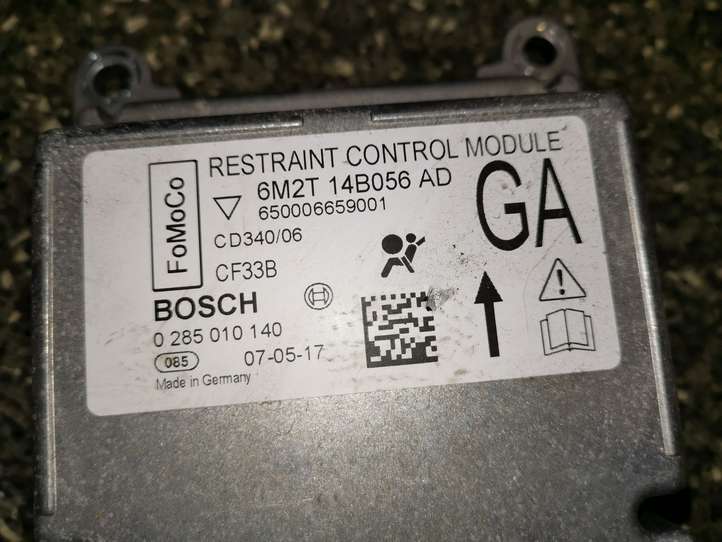 FoMoCo
RESTRAINT CONTROL MODULE
6M2T 14B056 AD
650006659001
CD340/06
CF33B
GA
BOSCH
0 285 010 140
085 07-05-17
Made in Germany